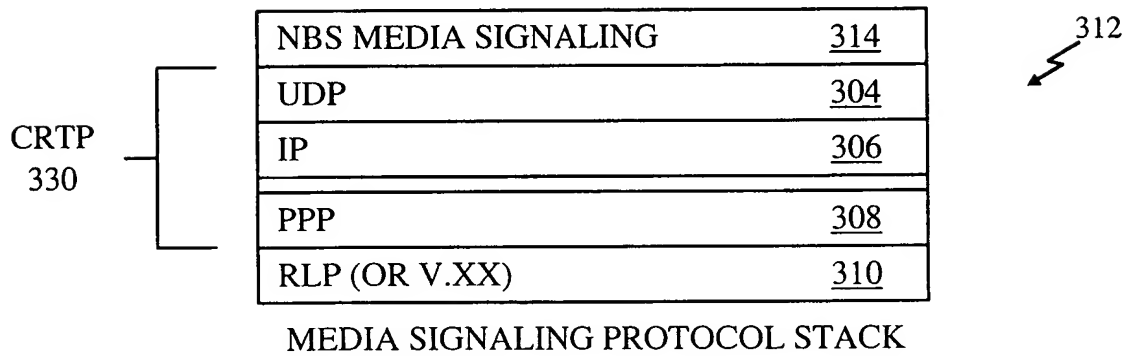 NBS MEDIA SIGNALING 314
312
UDP 304
CRTP
330
IP 306
PPP 308
RLP (OR V.XX) 310
MEDIA SIGNALING PROTOCOL STACK